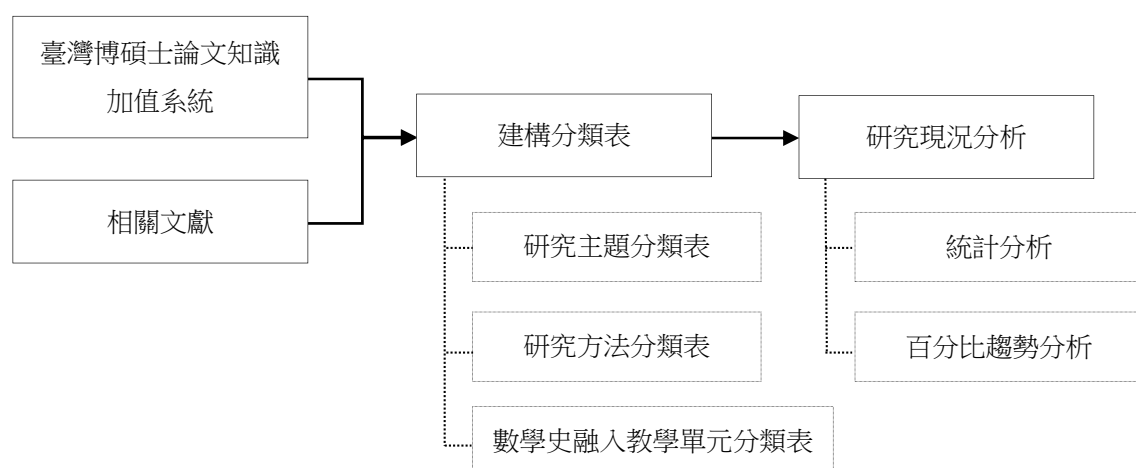 臺灣博碩士論文知識
加值系統
相關文獻
建構分類表
研究主題分類表
研究方法分類表
數學史融入教學單元分類表
研究現況分析
統計分析
百分比趨勢分析